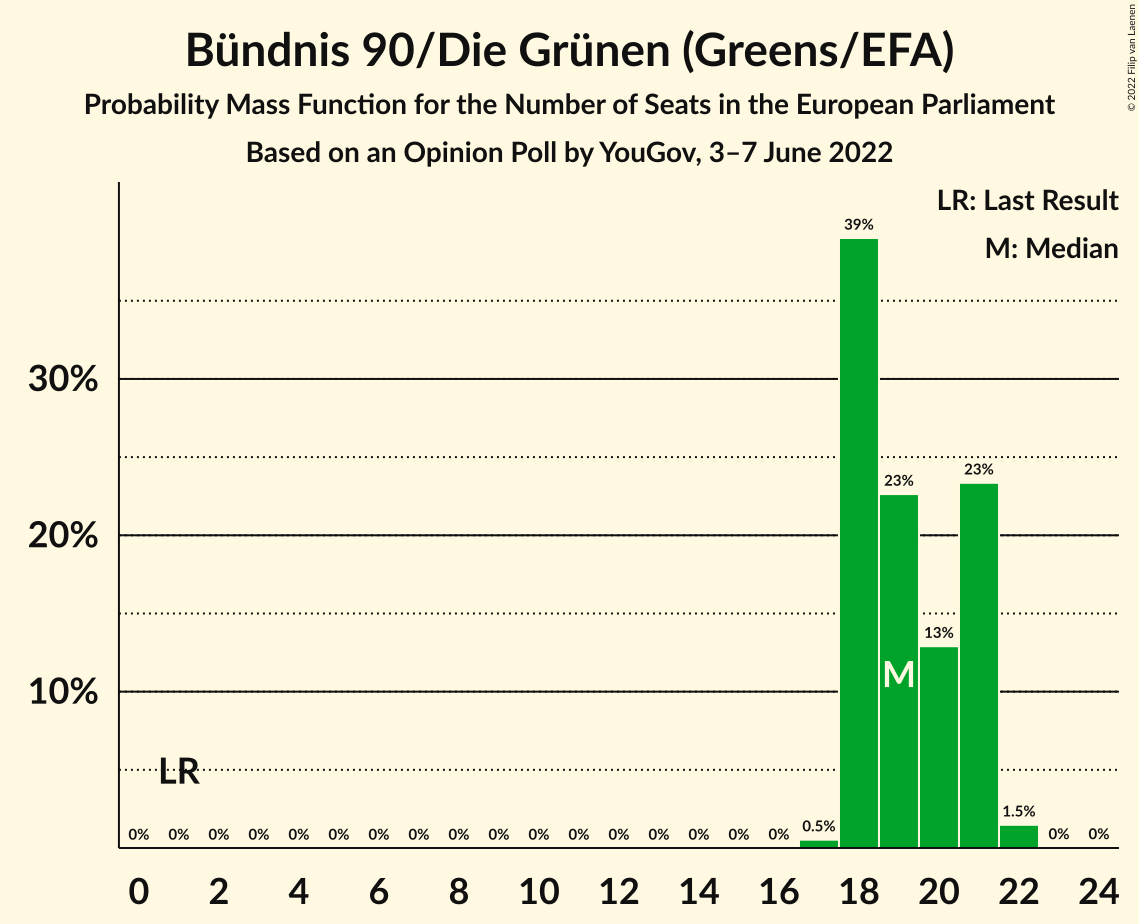 Bündnis 90/Die Grünen (Greens/EFA)
Probability Mass Function for the Number of Seats in the European Parliament
Based on an Opinion Poll by YouGov, 3–7 June 2022
© 2022 Filip van Laenen
LR: Last Result
M: Median
39%
30%
23%
23%
20%
13%
M
10%
LR
0% 0% 0% 0% 0% 0% 0% 0% 0% 0% 0% 0% 0% 0% 0% 0% 0% 0.5% 1.5% 0% 0%
0 2 4 6 8 10 12 14 16 18 20 22 24